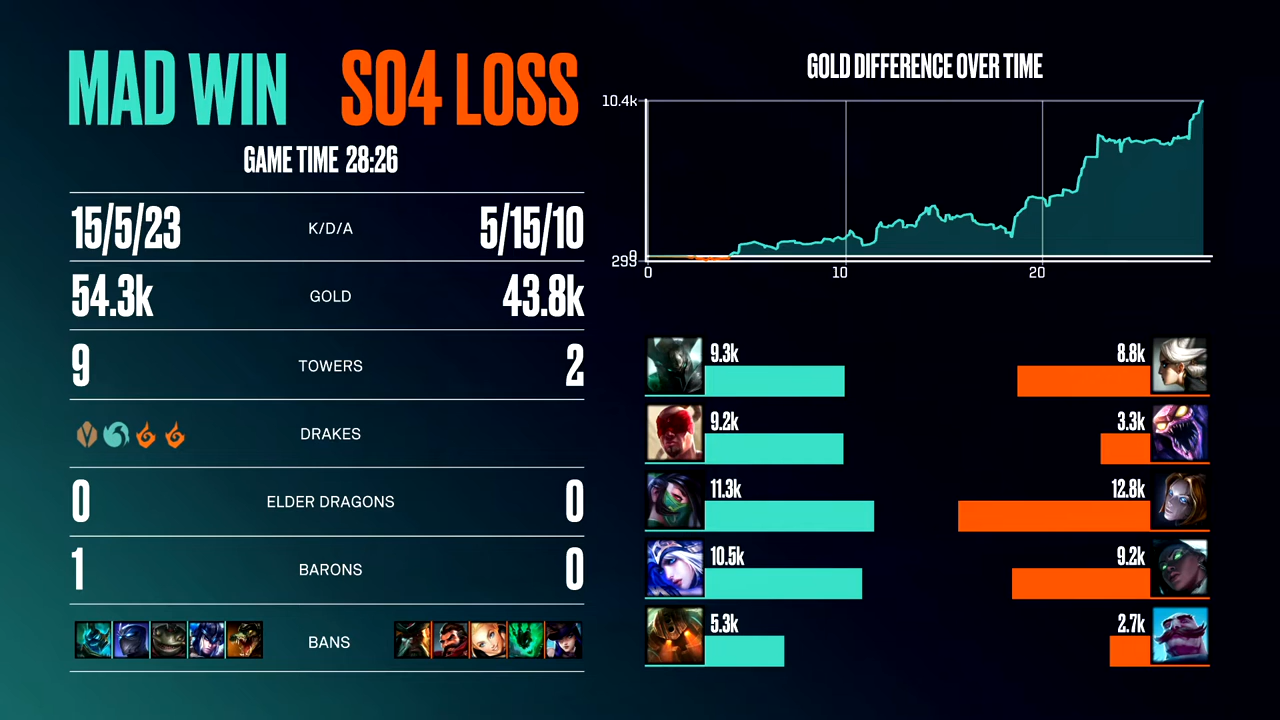 MAD WIN
S04 LOSS
GAME TIME 28:26
15/5/23 K/D/A 5/15/10
54.3k GOLD 43.8k
9 TOWERS 2
DRAKES
0 ELDER DRAGONS 0
1 BARONS 0
BANS
GOLD DIFFERENCE OVER TIME
10.4k
0
0 10 20
9.3k 8.8k
9.2k 3.3k
11.3k 12.8k
10.5k 9.2k
5.3k 2.7k